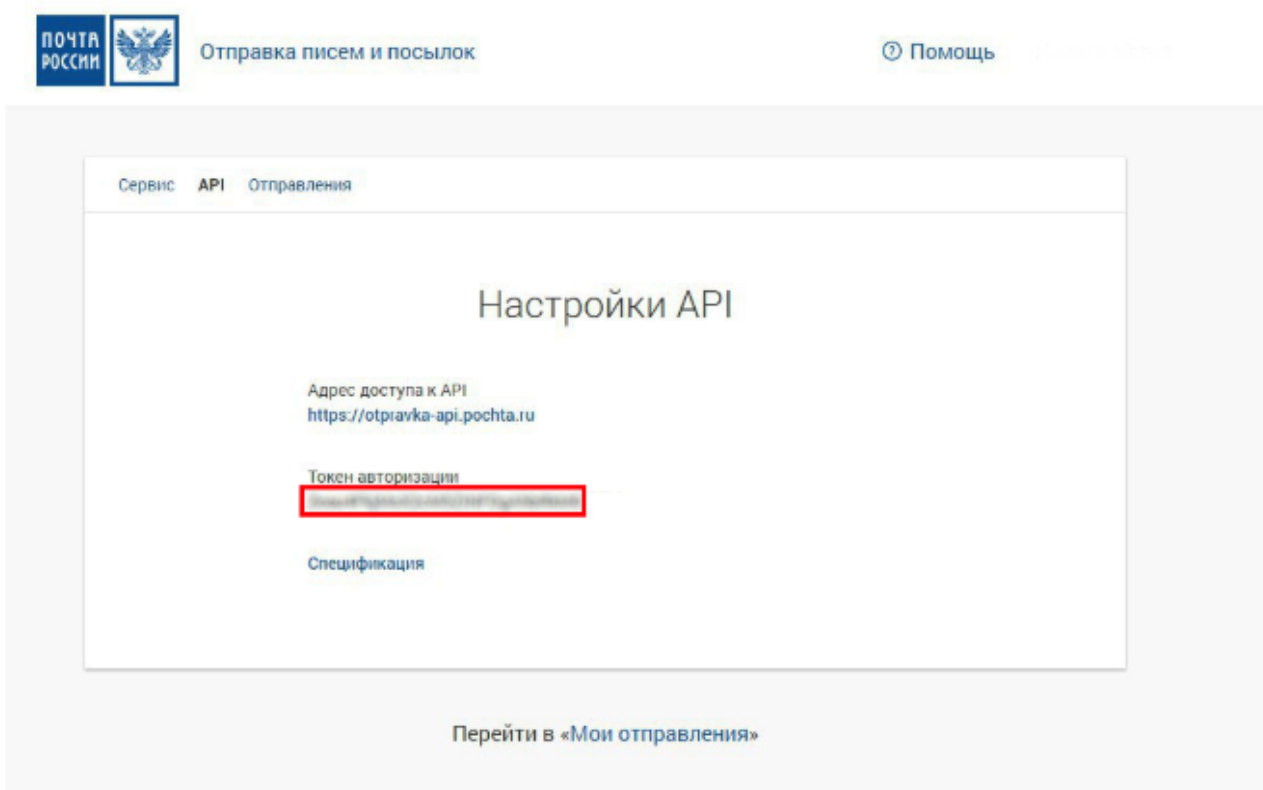 ПОЧТА
РОССИИ
Отправка писем и посылок
Помощь
Сервис API Отправления
Настройки API
Адрес доступа к API
https://otpravka-api.pochta.ru
Токен авторизации
Спецификация
Перейти в «Мои отправления»